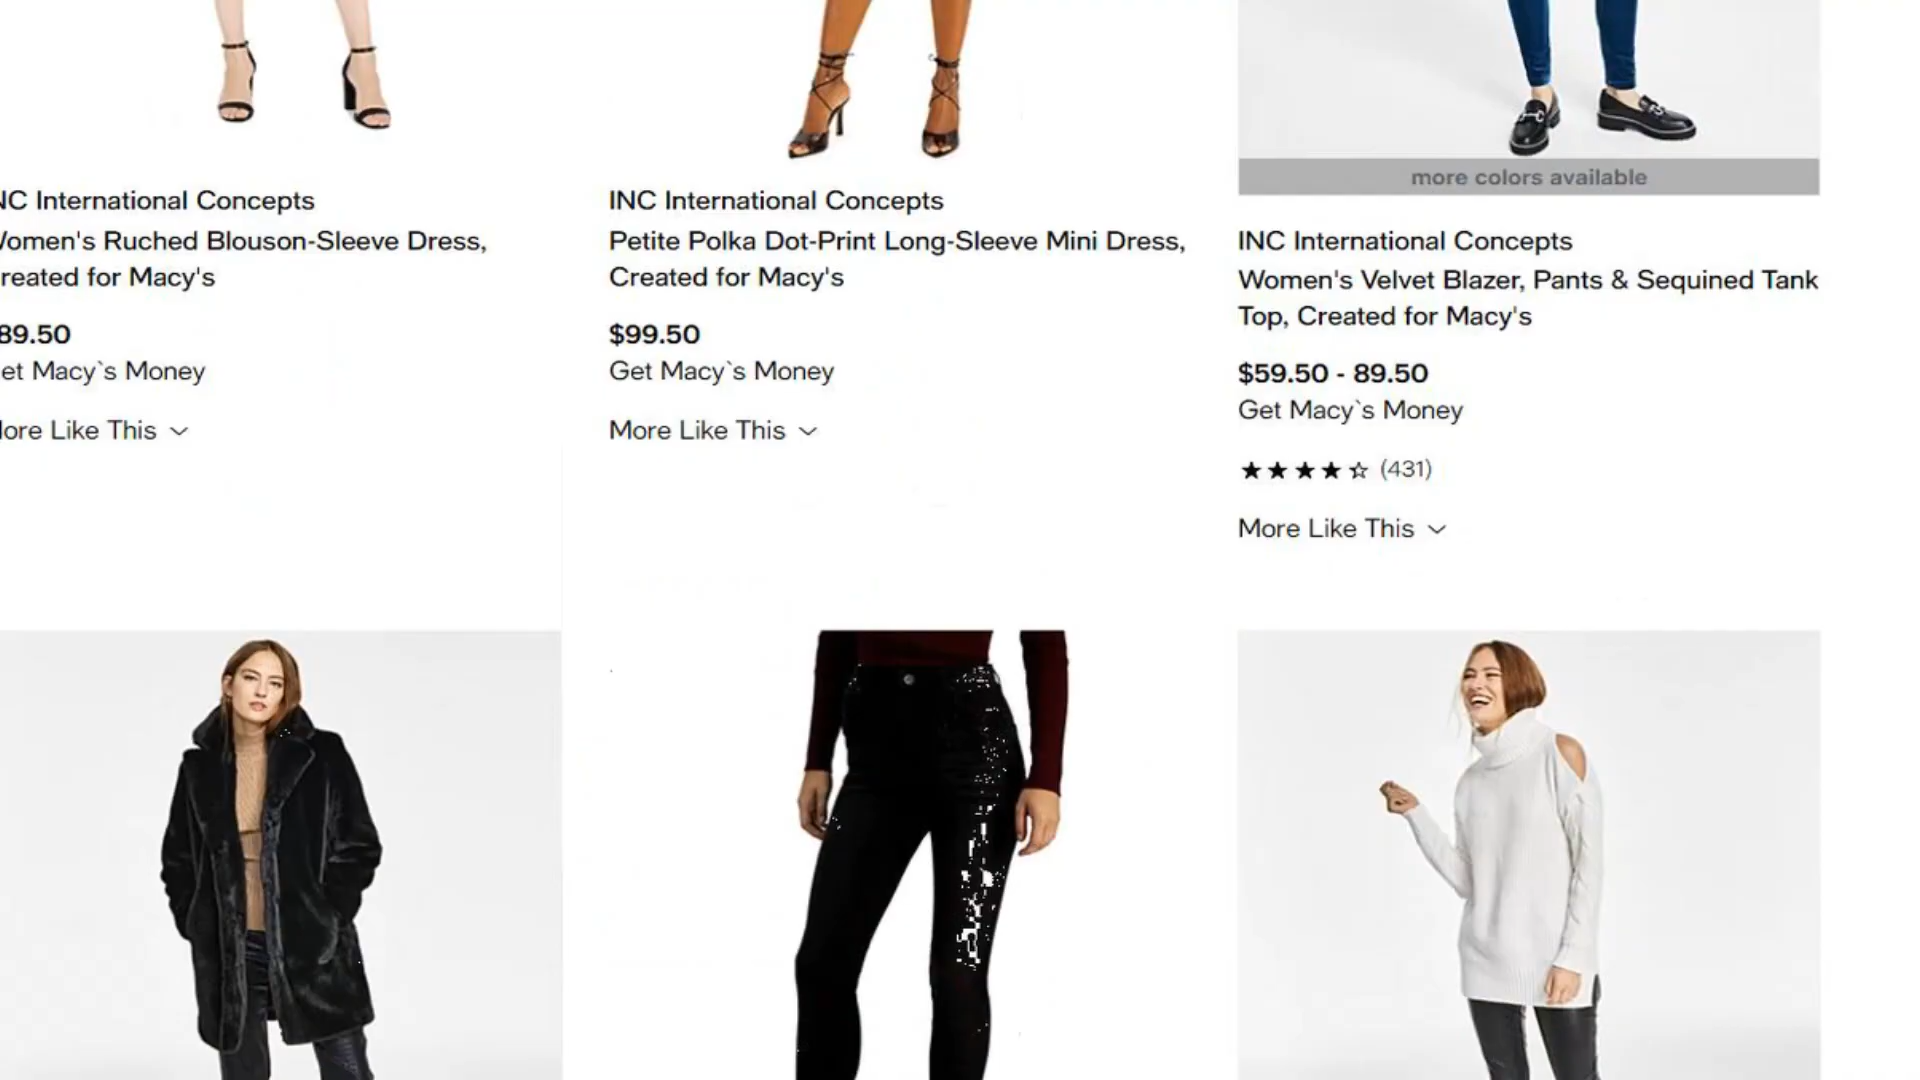 NC International Concepts
omen's Ruched Blouson-Sleeve Dress,
reated for Macy's
89.50
et Macy`s Money
ore Like This
INC International Concepts
Petite Polka Dot-Print Long-Sleeve Mini Dress,
Created for Macy's
$99.50
Get Macy`s Money
More Like This
more colors available
INC International Concepts
Women's Velvet Blazer, Pants & Sequined Tank
Top, Created for Macy's
$59.50 - 89.50
Get Macy`s Money
★★★★☆ (431)
More Like This